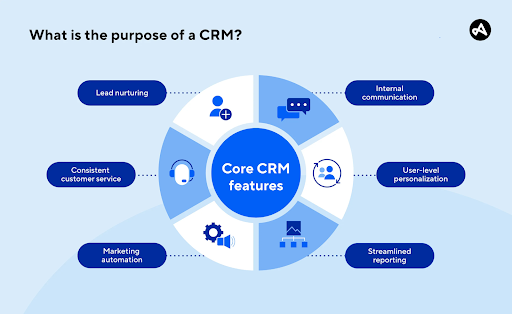 What is the purpose of a CRM?
Lead nurturing
Internal
communication
Consistent
customer service
Core CRM
features
User-level
personalization
Marketing
automation
Streamlined
reporting